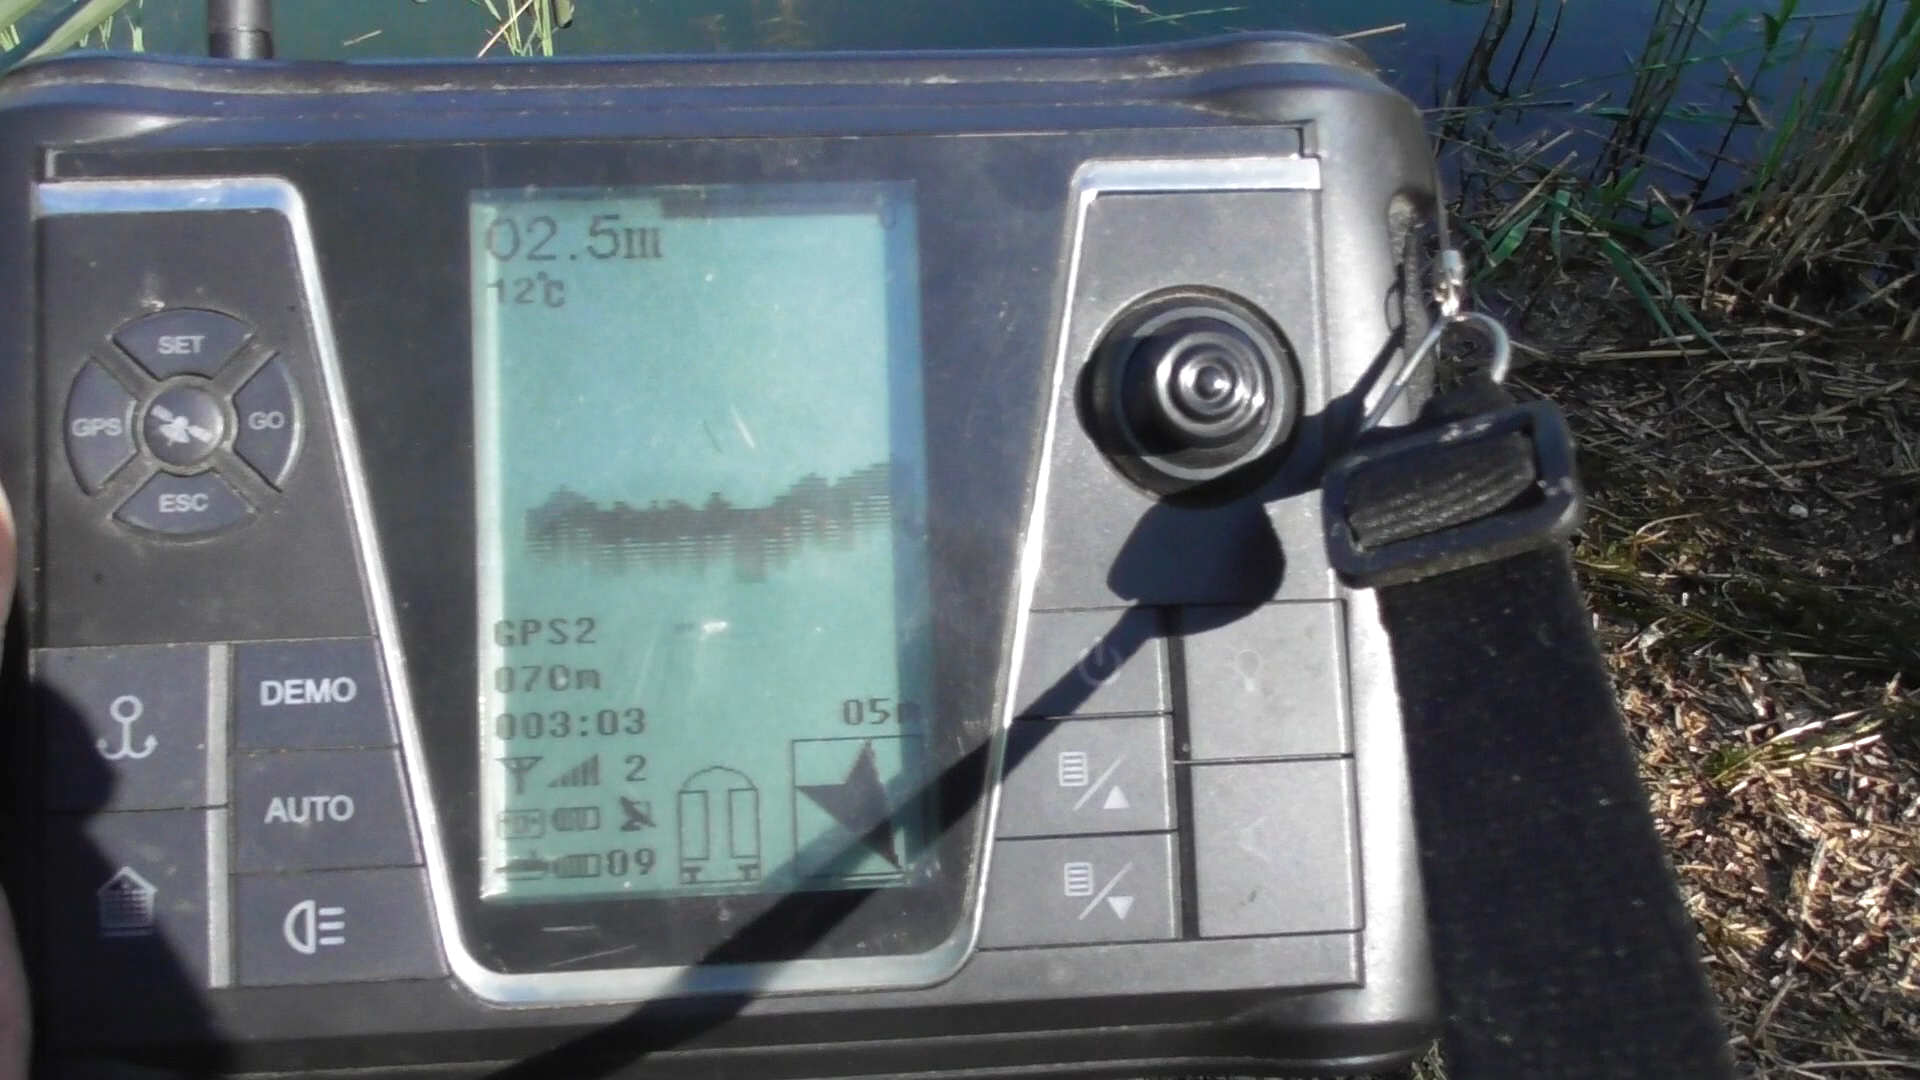 02.5m
12℃
SET
GPS
GO
ESC
GPS2
070m
003:03
05m
2
09
DEMO
AUTO